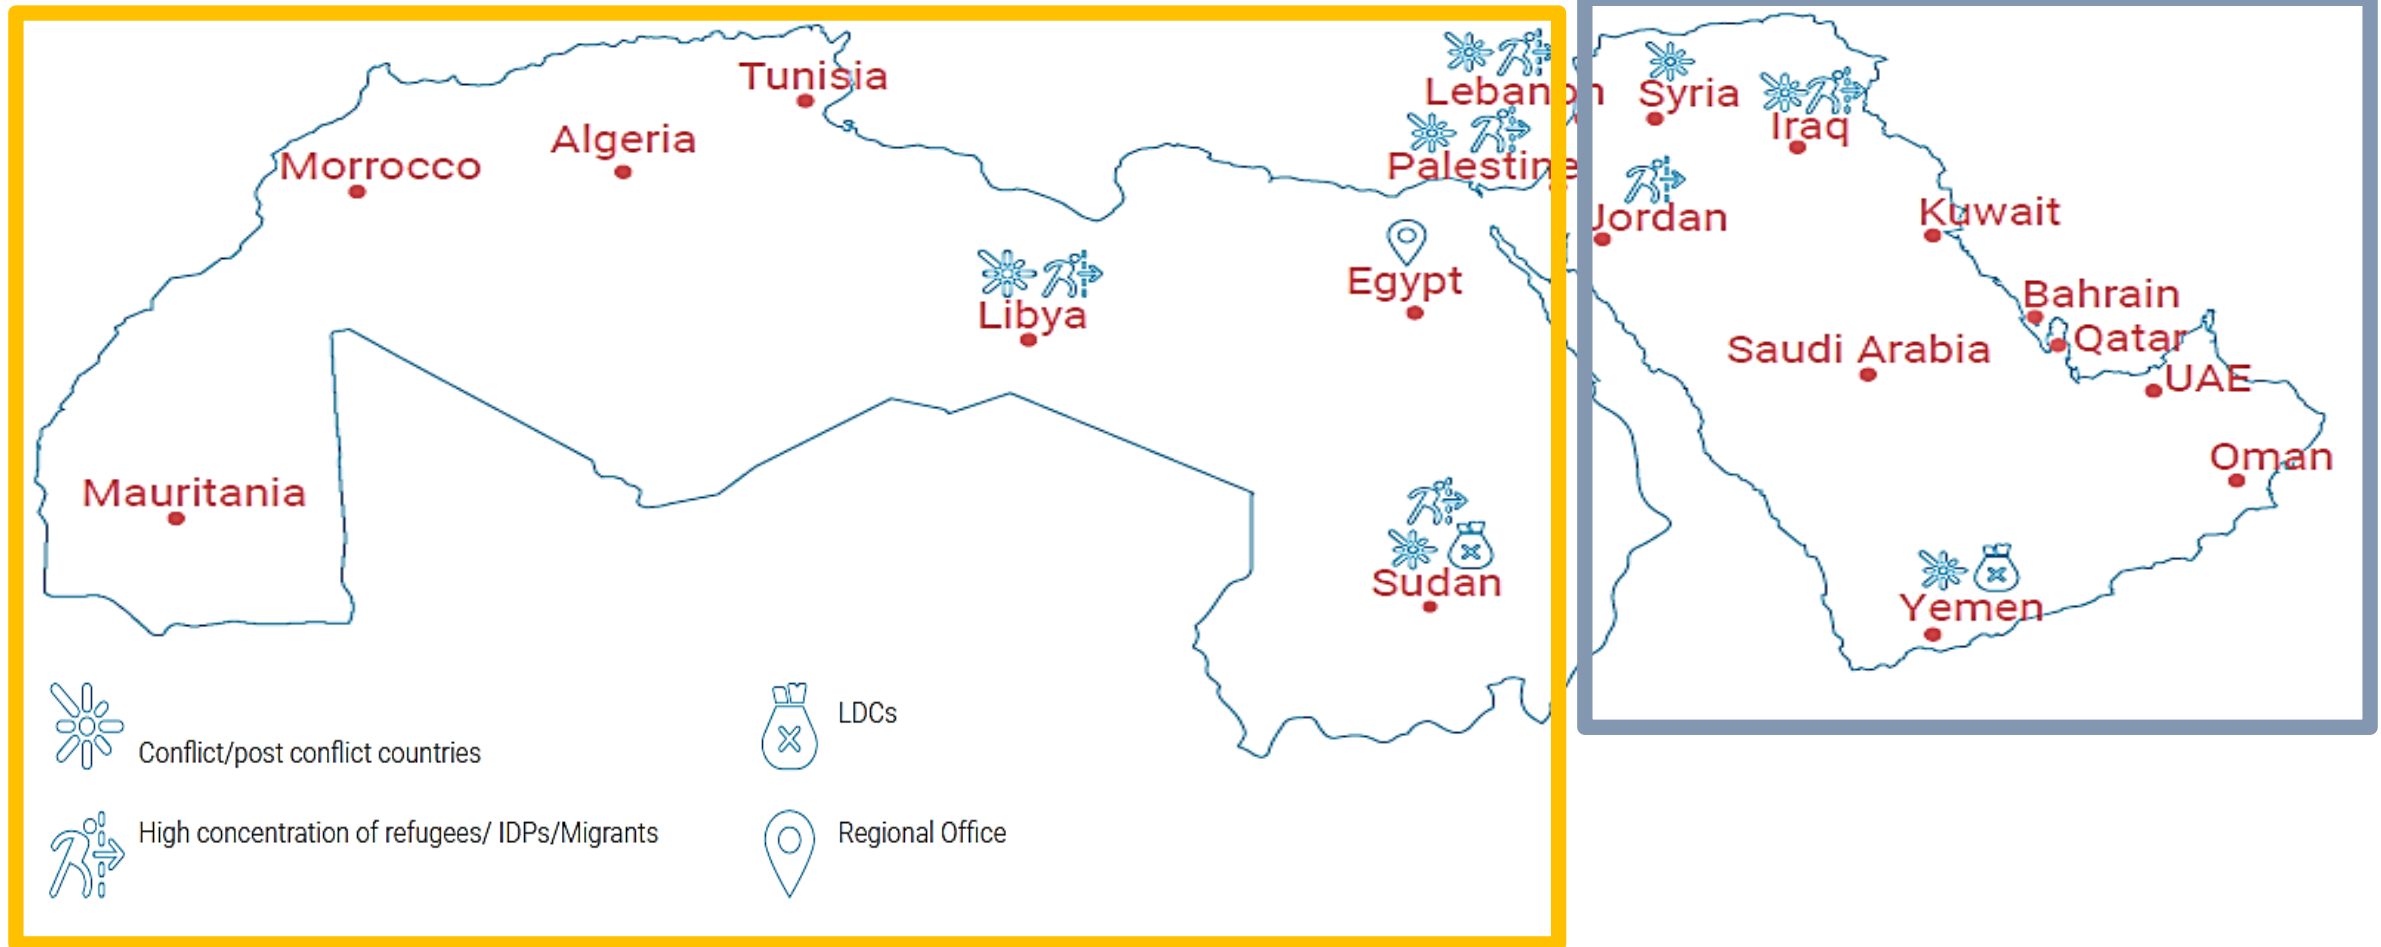 Tunisia
Lebanon
Syria
Iraq
Algeria
Morrocco
Palestine
Jordan
Kuwait
Libya
Egypt
Bahrain
Qatar
Saudi Arabia
UAE
Oman
Mauritania
Sudan
Yemen
Conflict/post conflict countries
LDCs
High concentration of refugees/ IDPs/Migrants
Regional Office